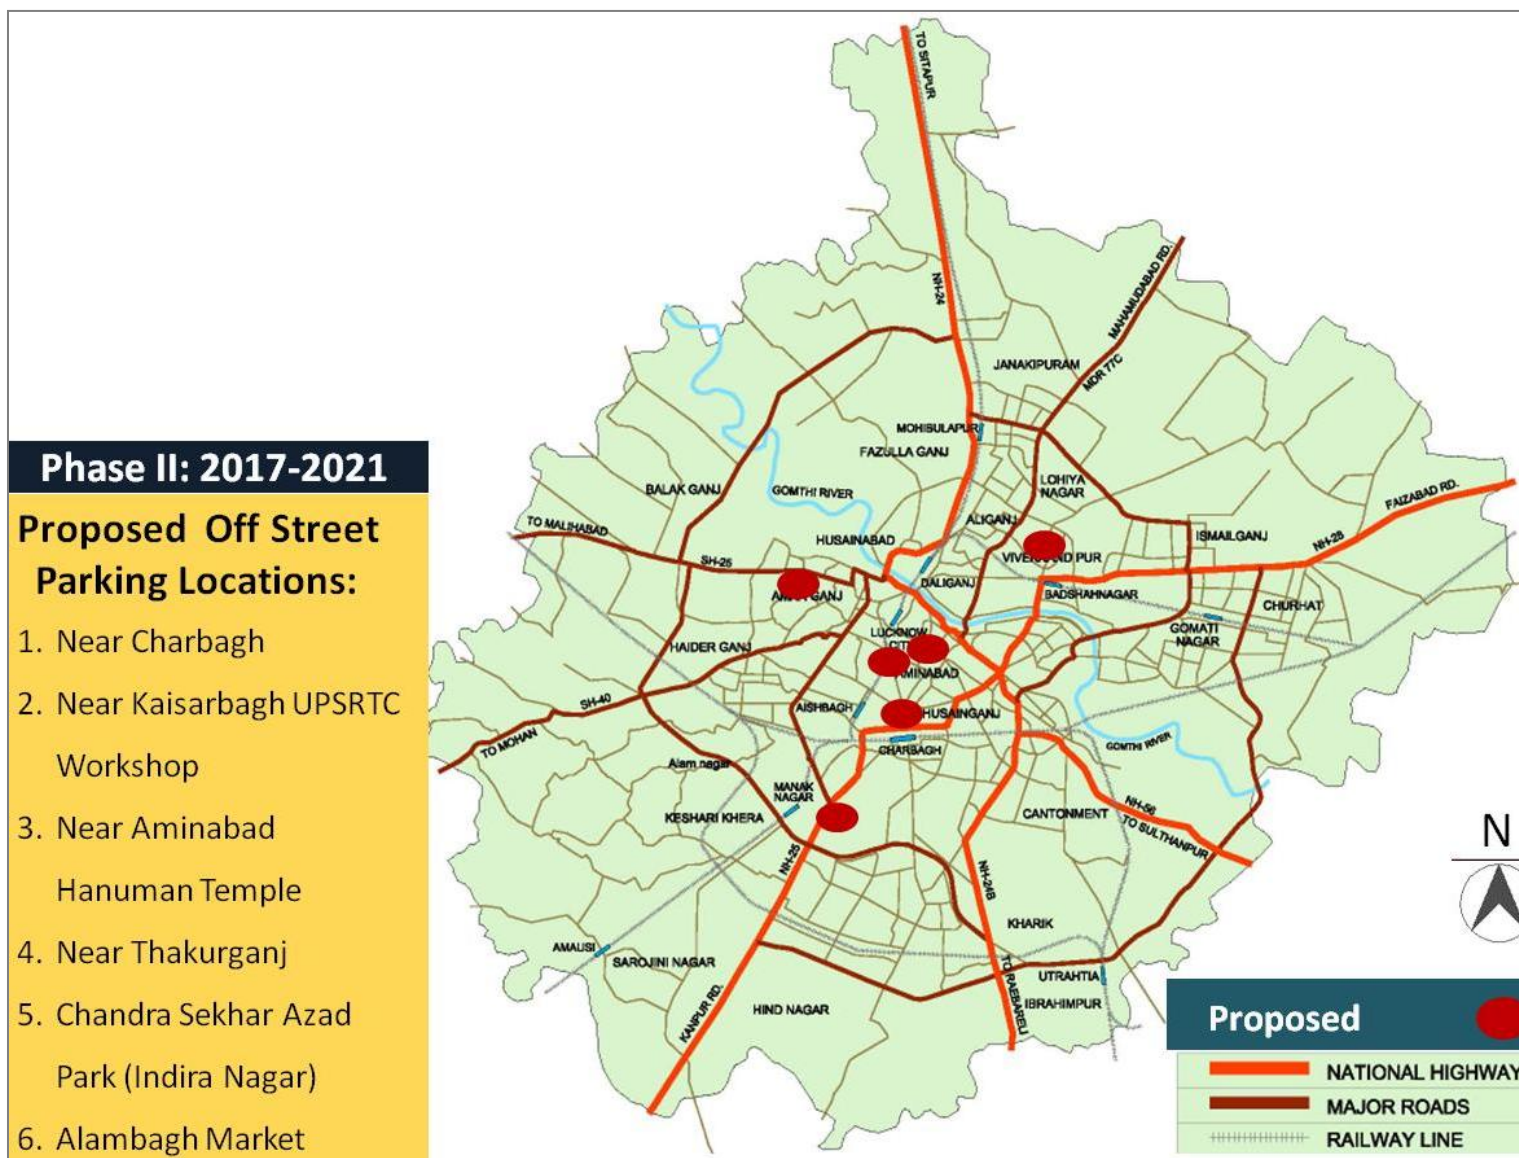 Phase II: 2017-2021
Proposed Off Street
Parking Locations:
1. Near Charbagh
2. Near Kaisarbagh UPSRTC
Workshop
3. Near Aminabad
Hanuman Temple
4. Near Thakurganj
5. Chandra Sekhar Azad
Park (Indira Nagar)
6. Alambagh Market
TO SITAPUR
NH-24
MAHAMUDABAD RD.
MDR 77C
JANAKIPURAM
MOHISULAPUR
FAZULLA GANJ
LOHIYA
NAGAR
BALAK GANJ
GOMTHI RIVER
FAIZABAD RD.
TO MALIHABAD
ALIGANJ
ISMAILGANJ
NH-28
HUSAINABAD
SH-25
DALIGANJ
BADSHAHNAGAR
CHURHAT
GOMATI
NAGAR
LUCKNOW
HAIDER GANJ
SH-40
AISHBAGH
HUSAINGANJ
TO MOHAN
CHARBAGH
GOMTHI RIVER
Alam nagar
MANAK
NAGAR
KESHARI KHERA
CANTONMENT
NH-56
TO SULTHANPUR
NH-25
NH-24B
KHARIK
AMAUSI
SAROJINI NAGAR
UTRAHTIA
IBRAHIMPUR
HIND NAGAR
KANPUR RD.
TO RAEBARELI
N
Proposed
NATIONAL HIGHWAY
MAJOR ROADS
RAILWAY LINE